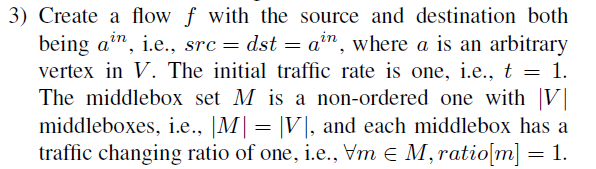 3) Create a flow f with the source and destination both
being a^{in}, i.e., src = dst = a^{in}, where a is an arbitrary
vertex in V. The initial traffic rate is one, i.e., t = 1.
The middlebox set M is a non-ordered one with |V|
middleboxes, i.e., |M| = |V|, and each middlebox has a
traffic changing ratio of one, i.e., ∀m ∈ M, ratio[m] = 1.